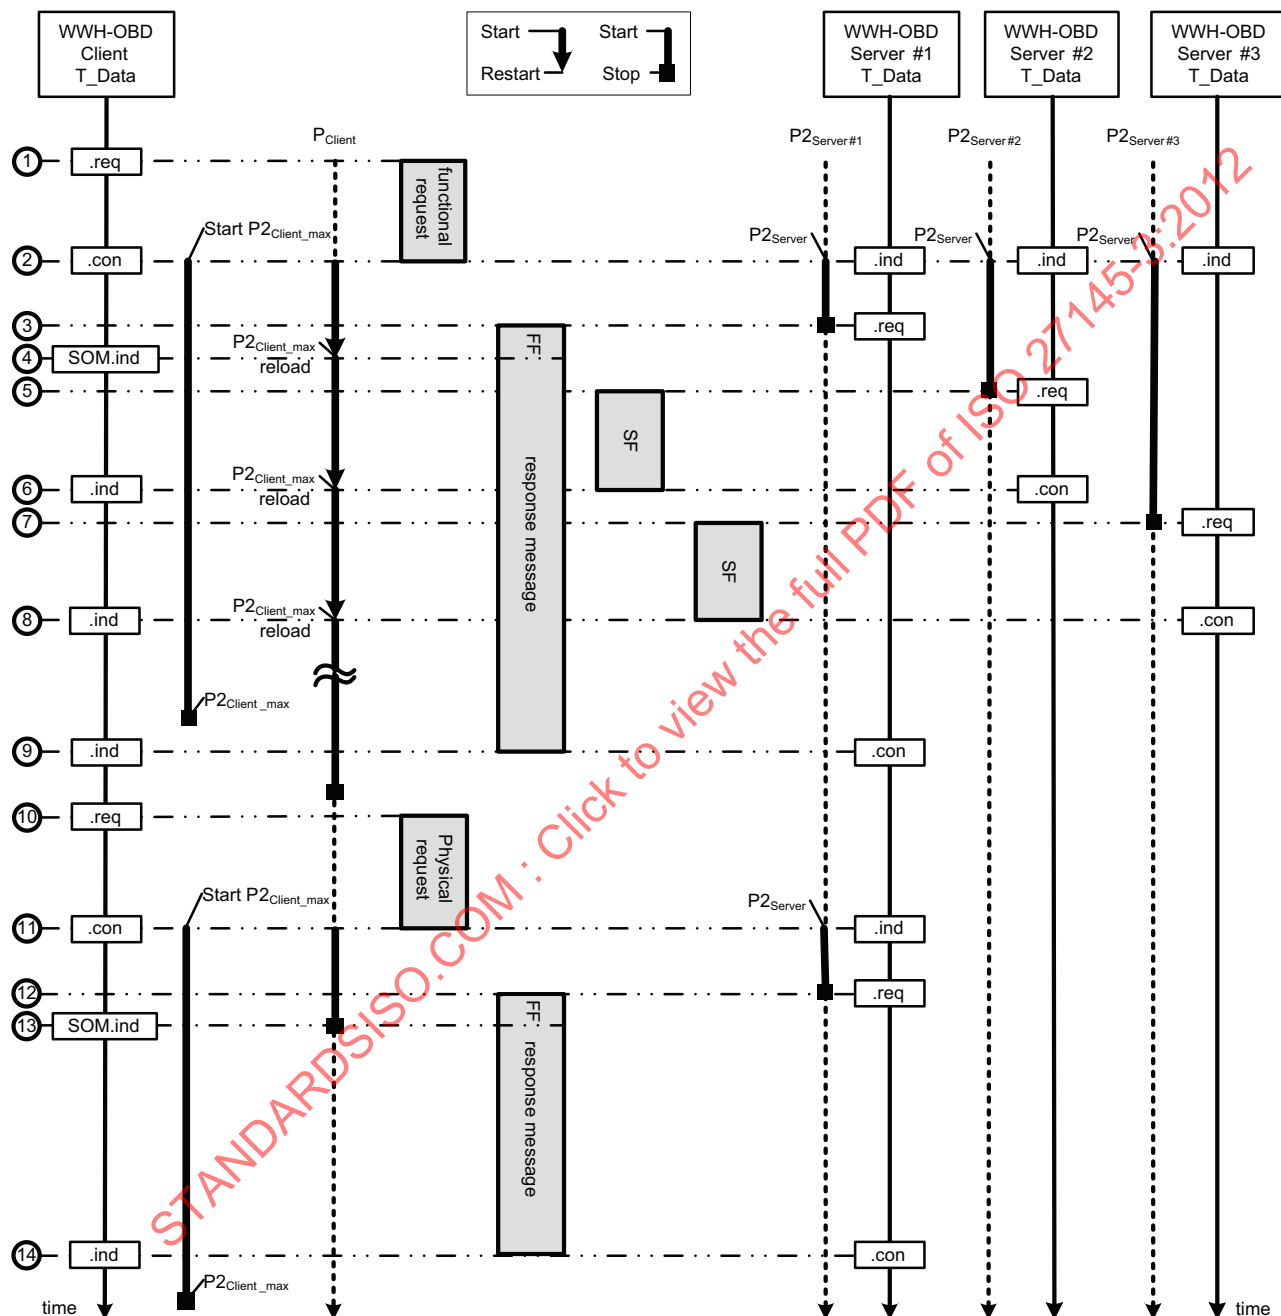 WWH-OBD
Client
T_Data
Start
Restart
Start
Stop
WWH-OBD
Server #1
T_Data
WWH-OBD
Server #2
T_Data
WWH-OBD
Server #3
T_Data
PClient
P2Server#1
P2Server#2
P2Server#3
1
.req
functional
request
Start P2Client_max
P2Server
P2Server
P2Server
2
.con
.ind
.ind
.ind
3
.req
FF
response message
4
SOM.ind
P2Client_max
reload
5
.req
SF
6
.ind
P2Client_max
reload
.con
7
.req
SF
8
.ind
P2Client_max
reload
.con
P2Client_max
9
.ind
.con
10
.req
Physical
request
Start P2Client_max
P2Server
11
.con
.ind
12
.req
FF
response message
13
SOM.ind
14
.ind
.con
P2Client_max
time
time
STANDARDSISO.COM : Click to view the full PDF of ISO 27145-3:2012